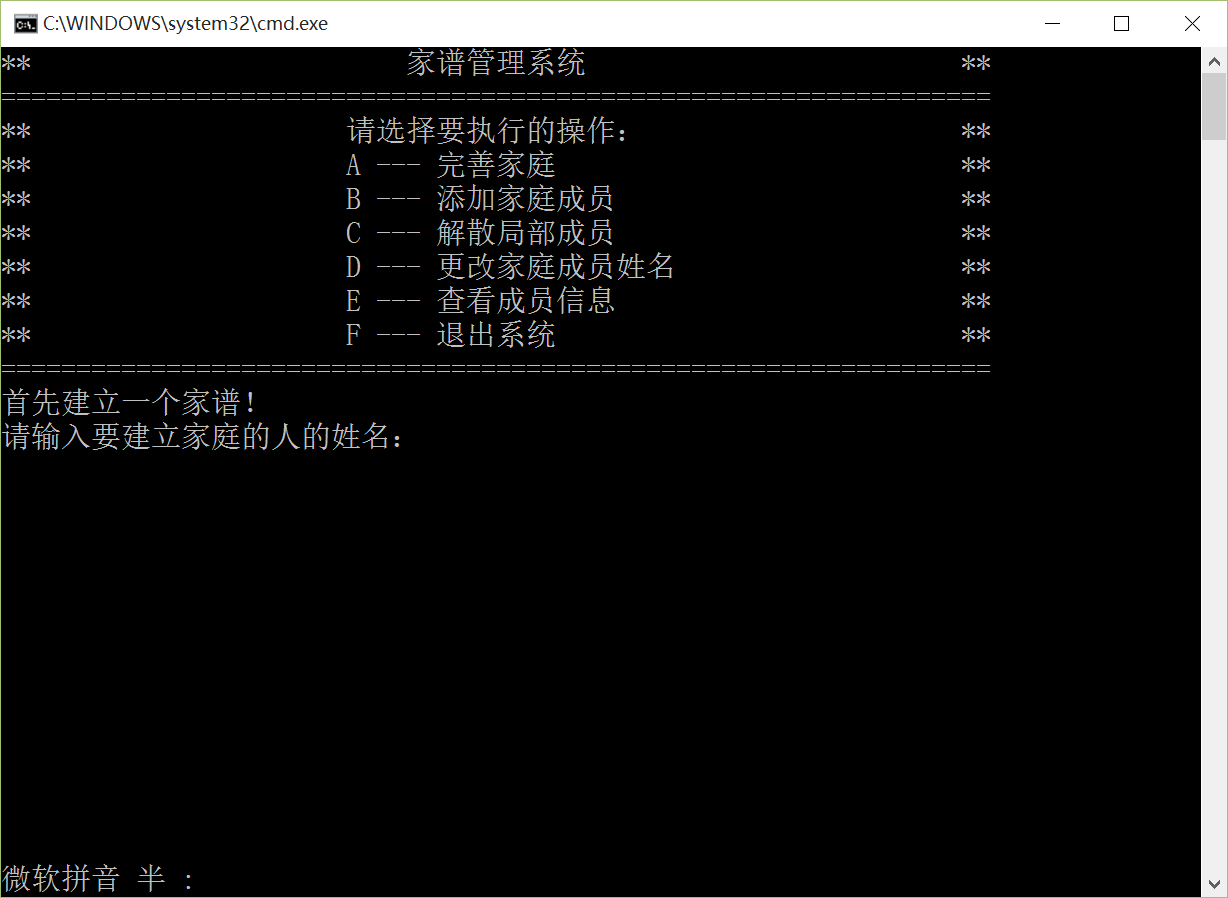 C:\WINDOWS\system32\cmd.exe
** 家谱管理系统 **
==================================================================
** 请选择要执行的操作： **
** A --- 完善家庭 **
** B --- 添加家庭成员 **
** C --- 解散局部成员 **
** D --- 更改家庭成员姓名 **
** E --- 查看成员信息 **
** F --- 退出系统 **
==================================================================
首先建立一个家谱！
请输入要建立家庭的人的姓名：
微软拼音 半 :